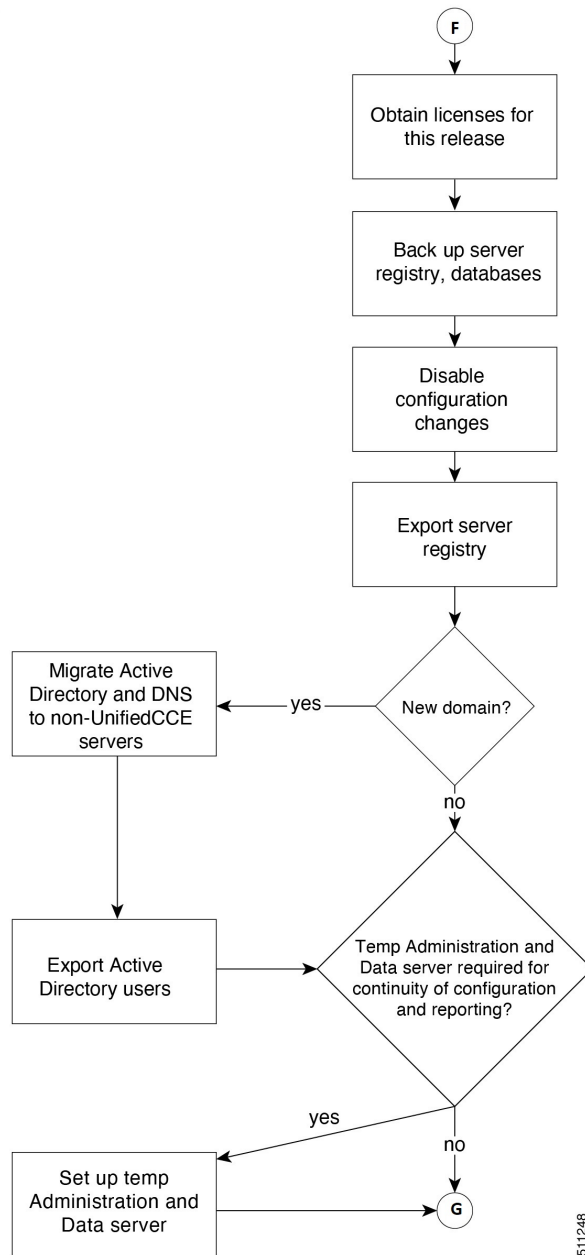 F
Obtain licenses for
this release
Back up server
registry, databases
Disable
configuration
changes
Export server
registry
New domain?
yes
Migrate Active
Directory and DNS
to non-UnifiedCCE
servers
no
Export Active
Directory users
Temp Administration and
Data server required for
continuity of configuration
and reporting?
yes
no
Set up temp
Administration and
Data server
G
511248